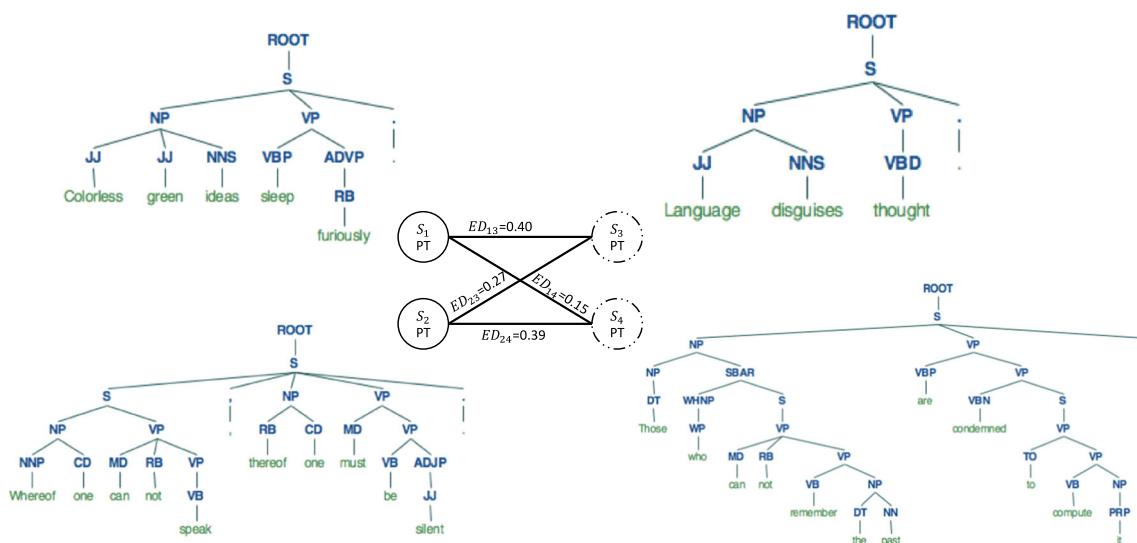 ROOT
S
NP VP .
JJ JJ NNS VBP ADVP .
Colorless green ideas sleep RB
furiously
ROOT
S
NP VP .
JJ NNS VBD .
Language disguises thought
S₁ PT
S₃ PT
S₂ PT
S₄ PT
ED₁₃=0.40
ED₂₃=0.27
ED₁₄=0.15
ED₂₄=0.39
ROOT
S
S , NP VP .
NP VP , RB CD MD VP .
NNP CD MD RB VP thereof one must VB ADJP
Whereof one can not VB be JJ
speak silent
ROOT
S
NP VP
NP SBAR VBP VP
DT WHNP S are VBN S
Those WP VP condemned VP
who MD RB VP TO VP
can not VB NP to VB NP
remember DT NN compute PRP
the past it